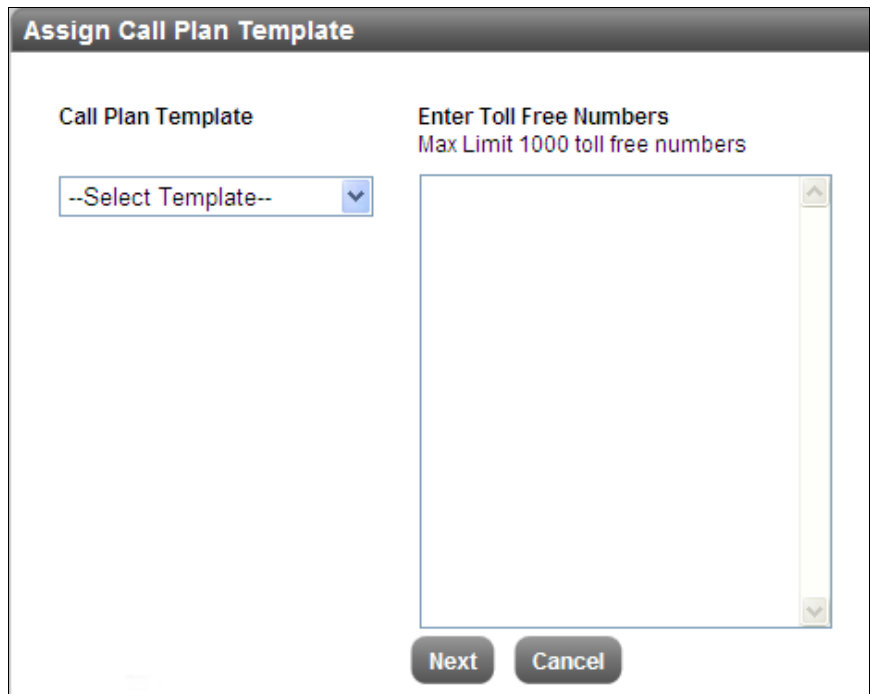 Assign Call Plan Template
Call Plan Template
Enter Toll Free Numbers
Max Limit 1000 toll free numbers
--Select Template--
Next
Cancel